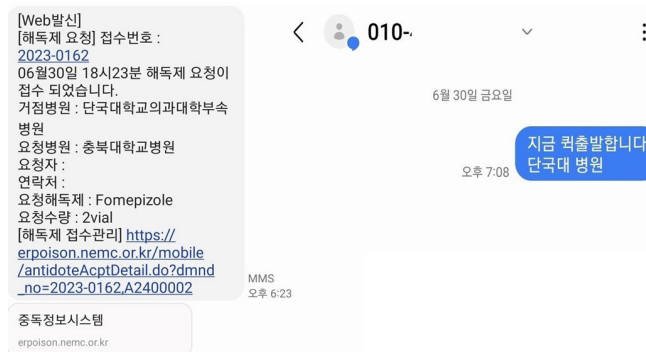 [Web발신]
[해독제 요청] 접수번호 :
2023-0162
06월30일 18시23분 해독제 요청이
접수 되었습니다.
거점병원 : 단국대학교의과대학부속
병원
요청병원 : 충북대학교병원
요청자 :
연락처 :
요청해독제 : Fomepizole
요청수량 : 2vial
[해독제 접수관리] https://
erpoison.nemc.or.kr/mobile
/antidoteAcptDetail.do?dmnd
_no=2023-0162,A2400002
MMS
오후 6:23
중독정보시스템
erpoison.nemc.or.kr
010-
6월 30일 금요일
지금 퀵출발합니다
단국대 병원
오후 7:08